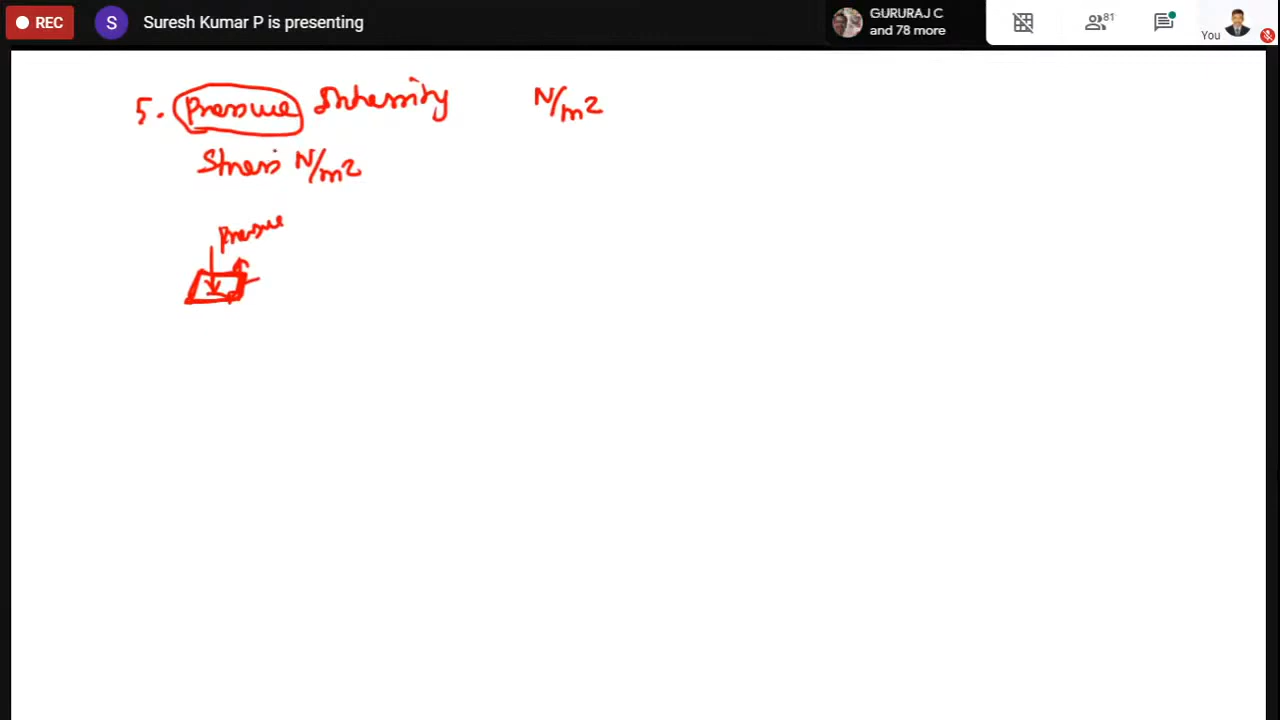 REC
S
Suresh Kumar P is presenting
GURURAJ C
and 78 more
81
You
5. Pressure Intensity N/m2
Stress N/m2
pressure